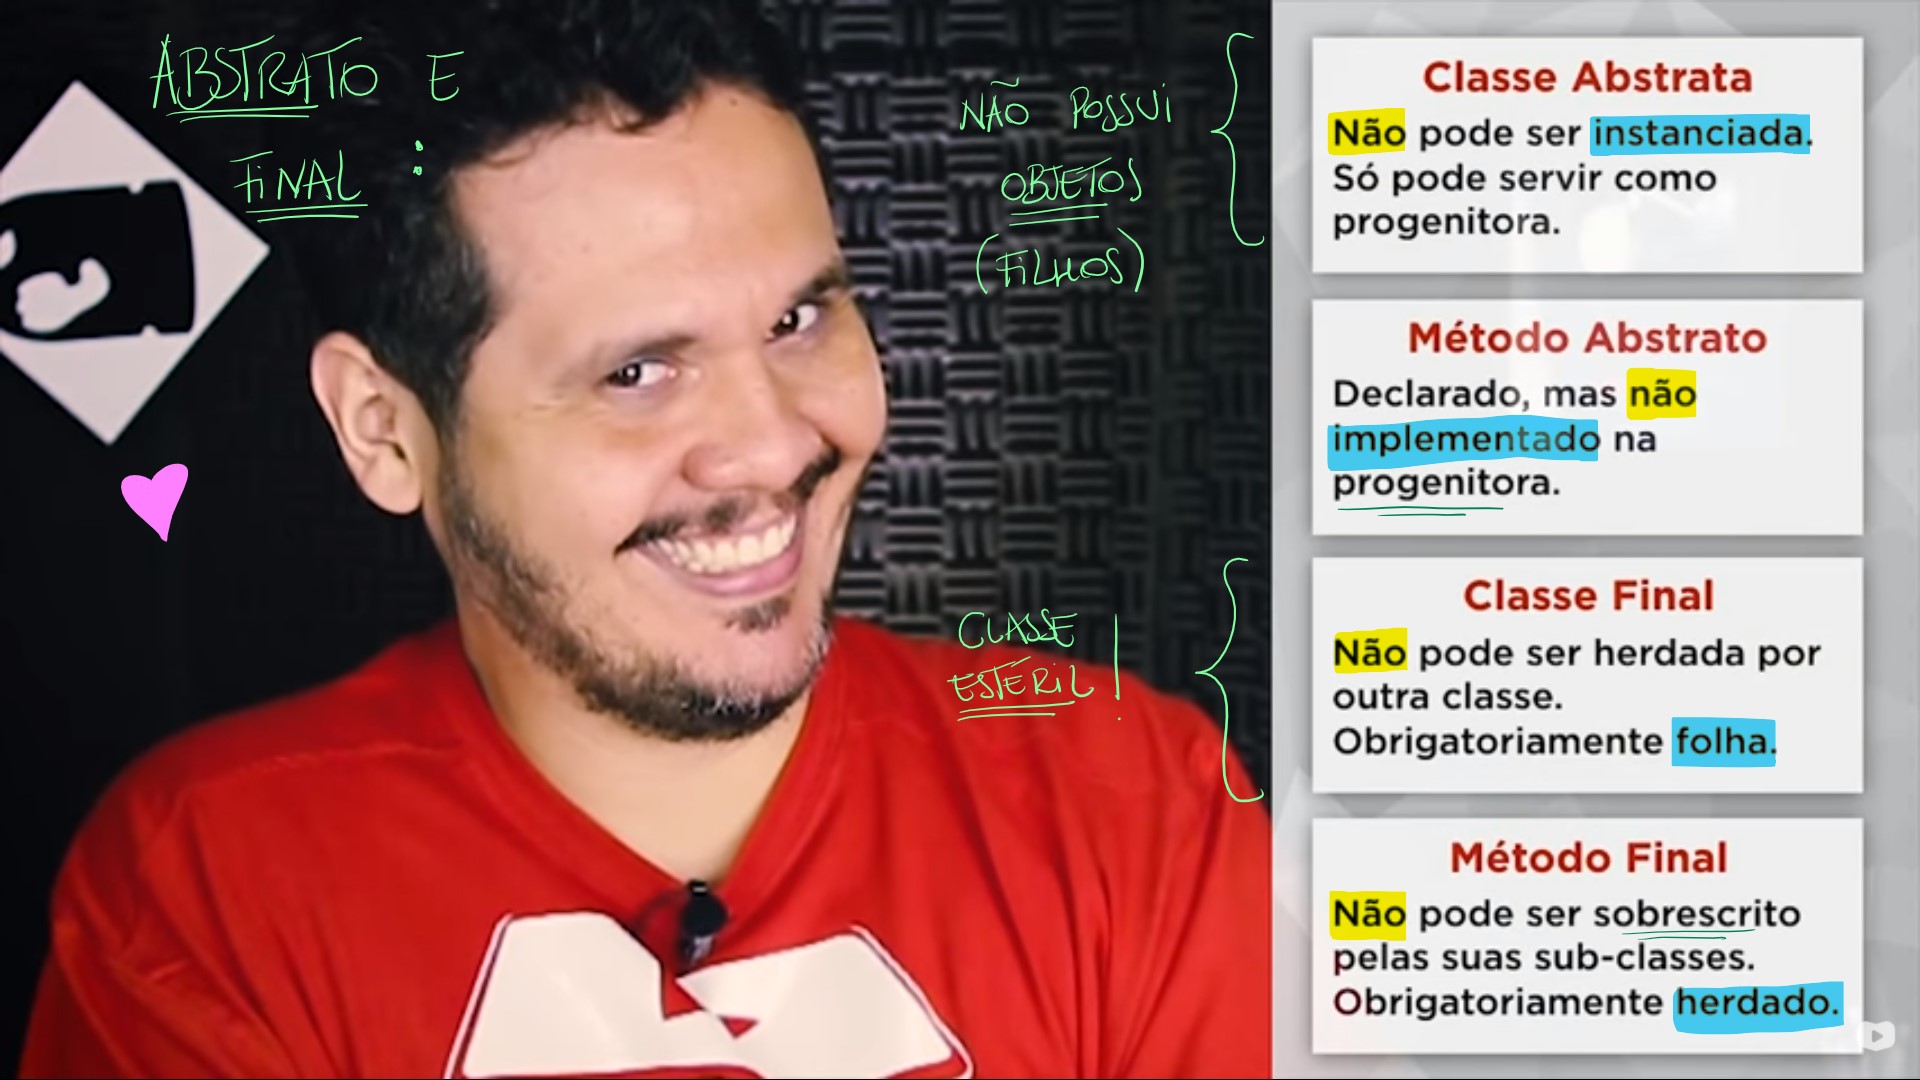 ABSTRATO E
FINAL :
NÃO POSSUI
OBJETOS
(FILHOS)
CLASSE
ESTÉRIL !
Classe Abstrata
Não pode ser instanciada.
Só pode servir como
progenitora.
Método Abstrato
Declarado, mas não
implementado na
progenitora.
Classe Final
Não pode ser herdada por
outra classe.
Obrigatoriamente folha.
Método Final
Não pode ser sobrescrito
pelas suas sub-classes.
Obrigatoriamente herdado.